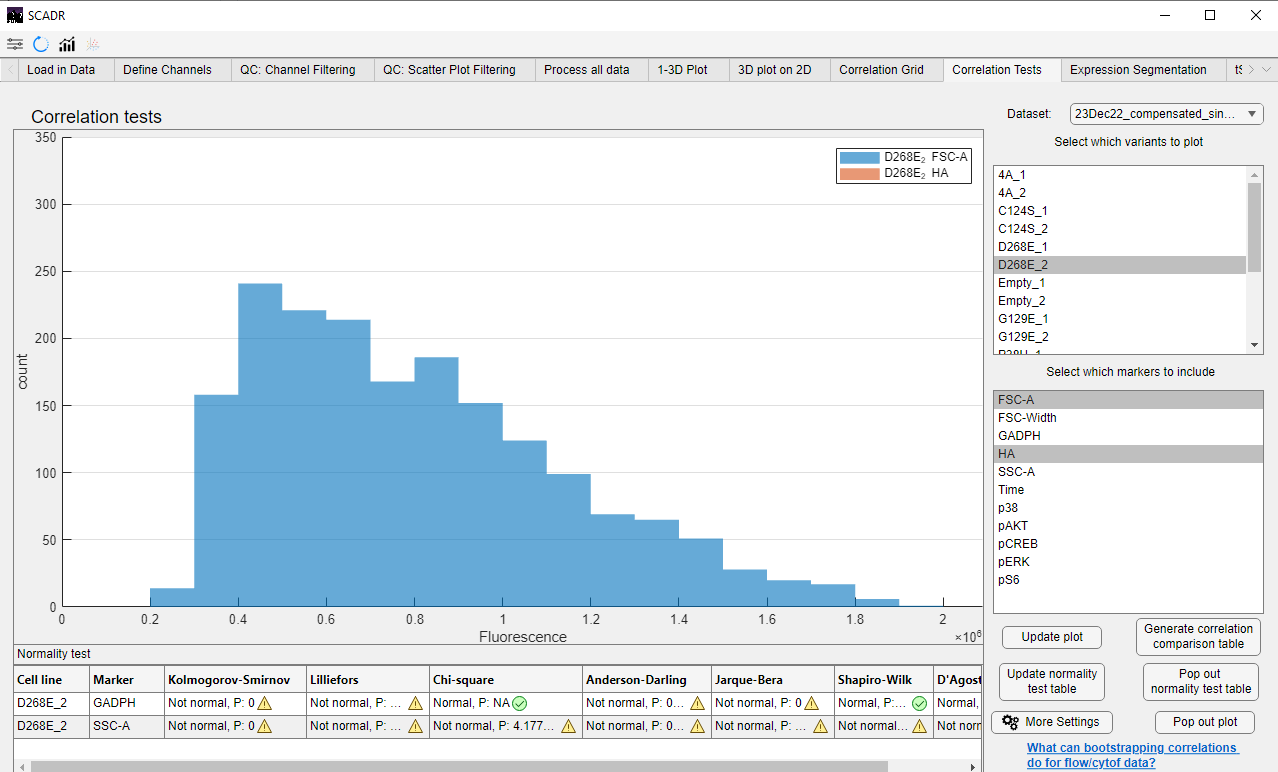 SCADR
Load in Data
Define Channels
QC: Channel Filtering
QC: Scatter Plot Filtering
Process all data
1-3D Plot
3D plot on 2D
Correlation Grid
Correlation Tests
Expression Segmentation
Correlation tests
350
300
250
200
150
100
50
0
count
0 0.2 0.4 0.6 0.8 1 1.2 1.4 1.6 1.8 2
Fluorescence
×10⁶
D268E₂ FSC-A
D268E₂ HA
Normality test
Cell line Marker Kolmogorov-Smirnov Lilliefors Chi-square Anderson-Darling Jarque-Bera Shapiro-Wilk D'Agost
D268E_2 GADPH Not normal, P: 0 Not normal, P: ... Normal, P: NA Not normal, P: 0... Not normal, P: 0 Normal, P:... Normal,
D268E_2 SSC-A Not normal, P: 0 Not normal, P: ... Not normal, P: 4.177... Not normal, P: 0... Not normal, P: ... Not normal... Not norr
Dataset: 23Dec22_compensated_sin...
Select which variants to plot
4A_1
4A_2
C124S_1
C124S_2
D268E_1
D268E_2
Empty_1
Empty_2
G129E_1
G129E_2
Select which markers to include
FSC-A
FSC-Width
GADPH
HA
SSC-A
Time
p38
pAKT
pCREB
pERK
pS6
Update plot
Generate correlation
comparison table
Update normality
test table
Pop out
normality test table
More Settings
Pop out plot
What can bootstrapping correlations
do for flow/cytof data?